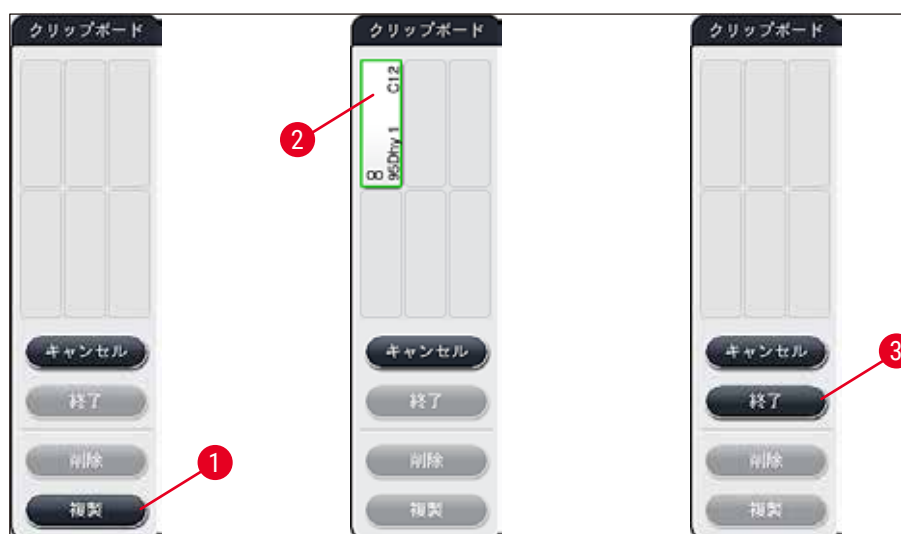 クリップボード
キャンセル
終了
削除
複製
1
クリップボード
2
8
95Dhy 1 C12
キャンセル
終了
削除
複製
クリップボード
キャンセル
終了
3
削除
複製